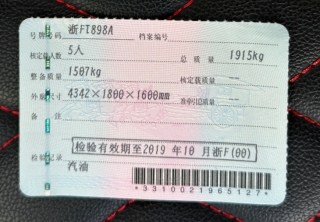 号牌号码 浙FT898A 档案编号
核定载人数 5人 总质量 1915kg
整备质量 1507kg 核定载质量 --
外廓尺寸 4342×1800×1600mm 准牵引总质量 --
备注
检验有效期至2019年10月浙F(00)
检验记录
汽油
*3310021965127*